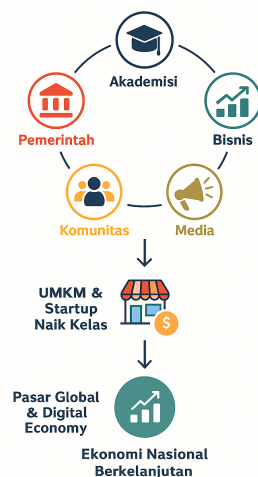 Akademisi
Pemerintah
Bisnis
Komunitas
Media
UMKM &
Startup
Naik Kelas
$
Pasar Global
& Digital
Economy
Ekonomi Nasional
Berkelanjutan